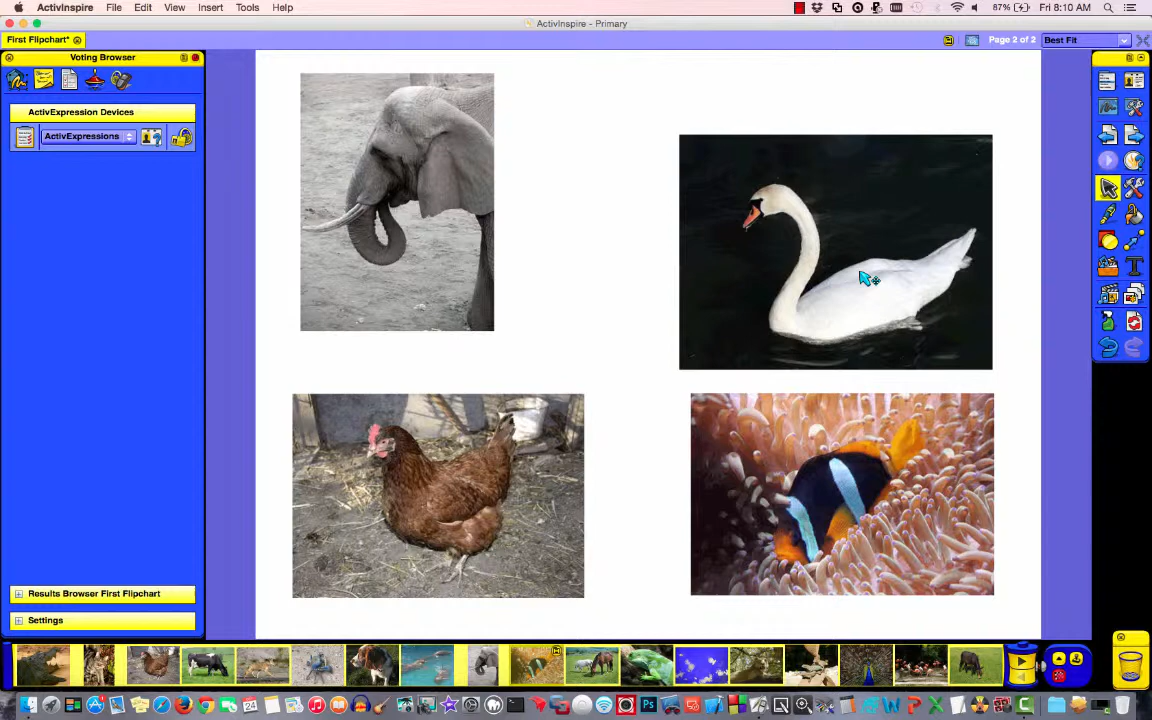 ActivInspire File Edit View Insert Tools Help 87% Fri 8:10 AM
ActivInspire - Primary
First Flipchart* Page 2 of 2 Best Fit
Voting Browser
ActivExpression Devices
ActivExpressions
Results Browser First Flipchart
Settings